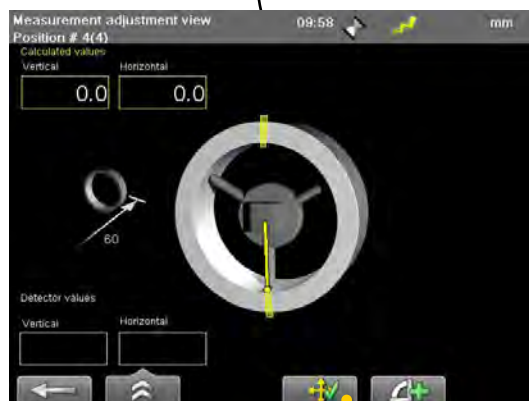 Measurement adjustment view 09:58 mm
Position # 4(4)
Calculated values
Vertical Horizontal
0.0 0.0
60
Detector values
Vertical Horizontal